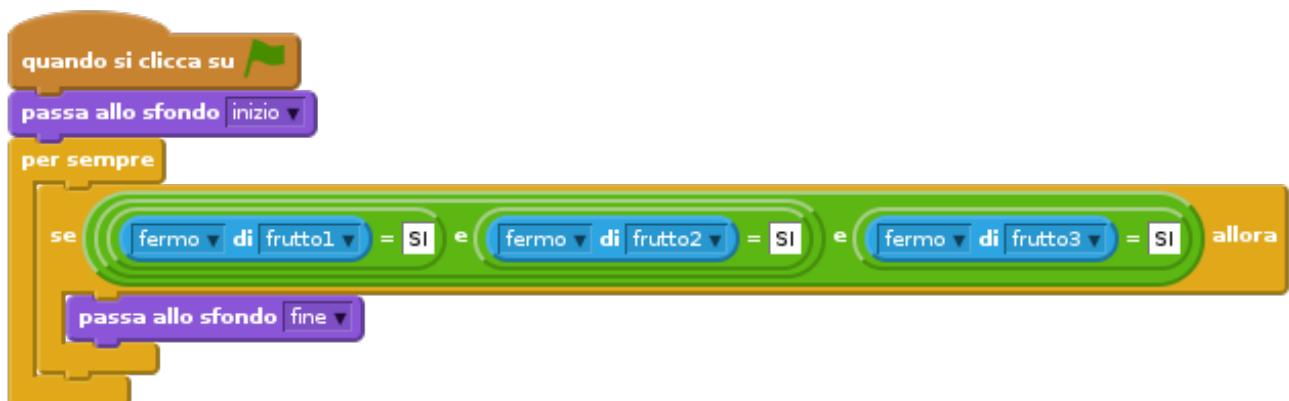 quando si clicca su
passa allo sfondo inizio
per sempre
se fermo di frutto1 = SI e fermo di frutto2 = SI e fermo di frutto3 = SI allora
passa allo sfondo fine